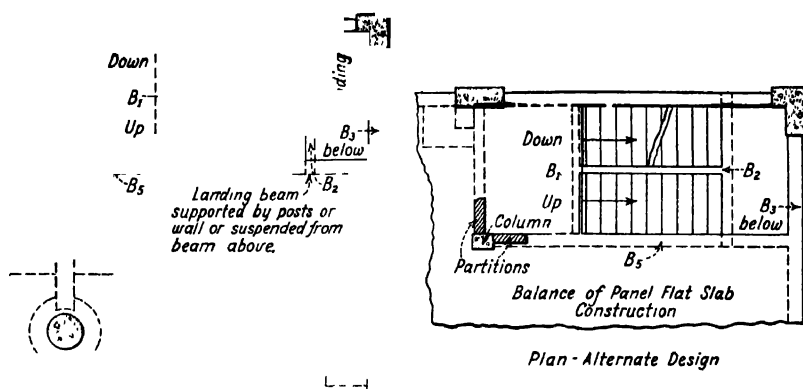 Down
B1
Up
ding
B3
below
B5
B2
Landing beam
supported by posts or
wall or suspended from
beam above.
Down
B1
B2
Up
B3
below
Column
Partitions
B5
Balance of Panel Flat Slab
Construction
Plan - Alternate Design